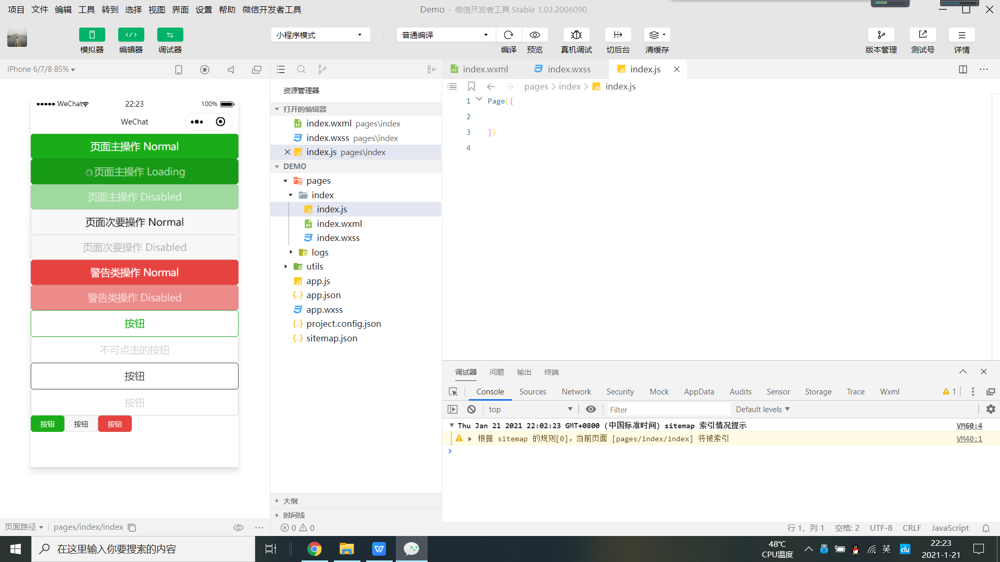 项目 文件 编辑 工具 转到 选择 视图 界面 设置 帮助 微信开发者工具
Demo - 微信开发者工具 Stable 1.03.2006090
模拟器 编辑器 调试器
小程序模式
普通编译
编译 预览 真机调试 切后台 清缓存
版本管理 测试号 详情
iPhone 6/7/8 85%
WeChat 22:23 100%
WeChat
页面主操作 Normal
页面主操作 Loading
页面主操作 Disabled
页面次要操作 Normal
页面次要操作 Disabled
警告类操作 Normal
警告类操作 Disabled
按钮
不可点击的按钮
按钮
按钮
按钮 按钮 按钮
页面路径 pages/index/index
资源管理器
打开的编辑器
index.wxml pages\index
index.wxss pages\index
index.js pages\index
DEMO
pages
index
index.js
index.wxml
index.wxss
logs
utils
app.js
app.json
app.wxss
project.config.json
sitemap.json
大纲
时间线
0 0
index.wxml index.wxss index.js
pages > index > index.js
1 Page({
2
3 })
4
调试器 问题 输出 终端
Console Sources Network Security Mock AppData Audits Sensor Storage Trace Wxml 1
top Filter Default levels
Thu Jan 21 2021 22:02:23 GMT+0800 (中国标准时间) sitemap 索引情况提示 VM60:4
根据 sitemap 的规则[0]，当前页面 [pages/index/index] 将被索引 VM40:1
行 1，列 1 空格: 2 UTF-8 CRLF JavaScript
在这里输入你要搜索的内容
48℃
CPU温度
英
du
22:23
2021-1-21